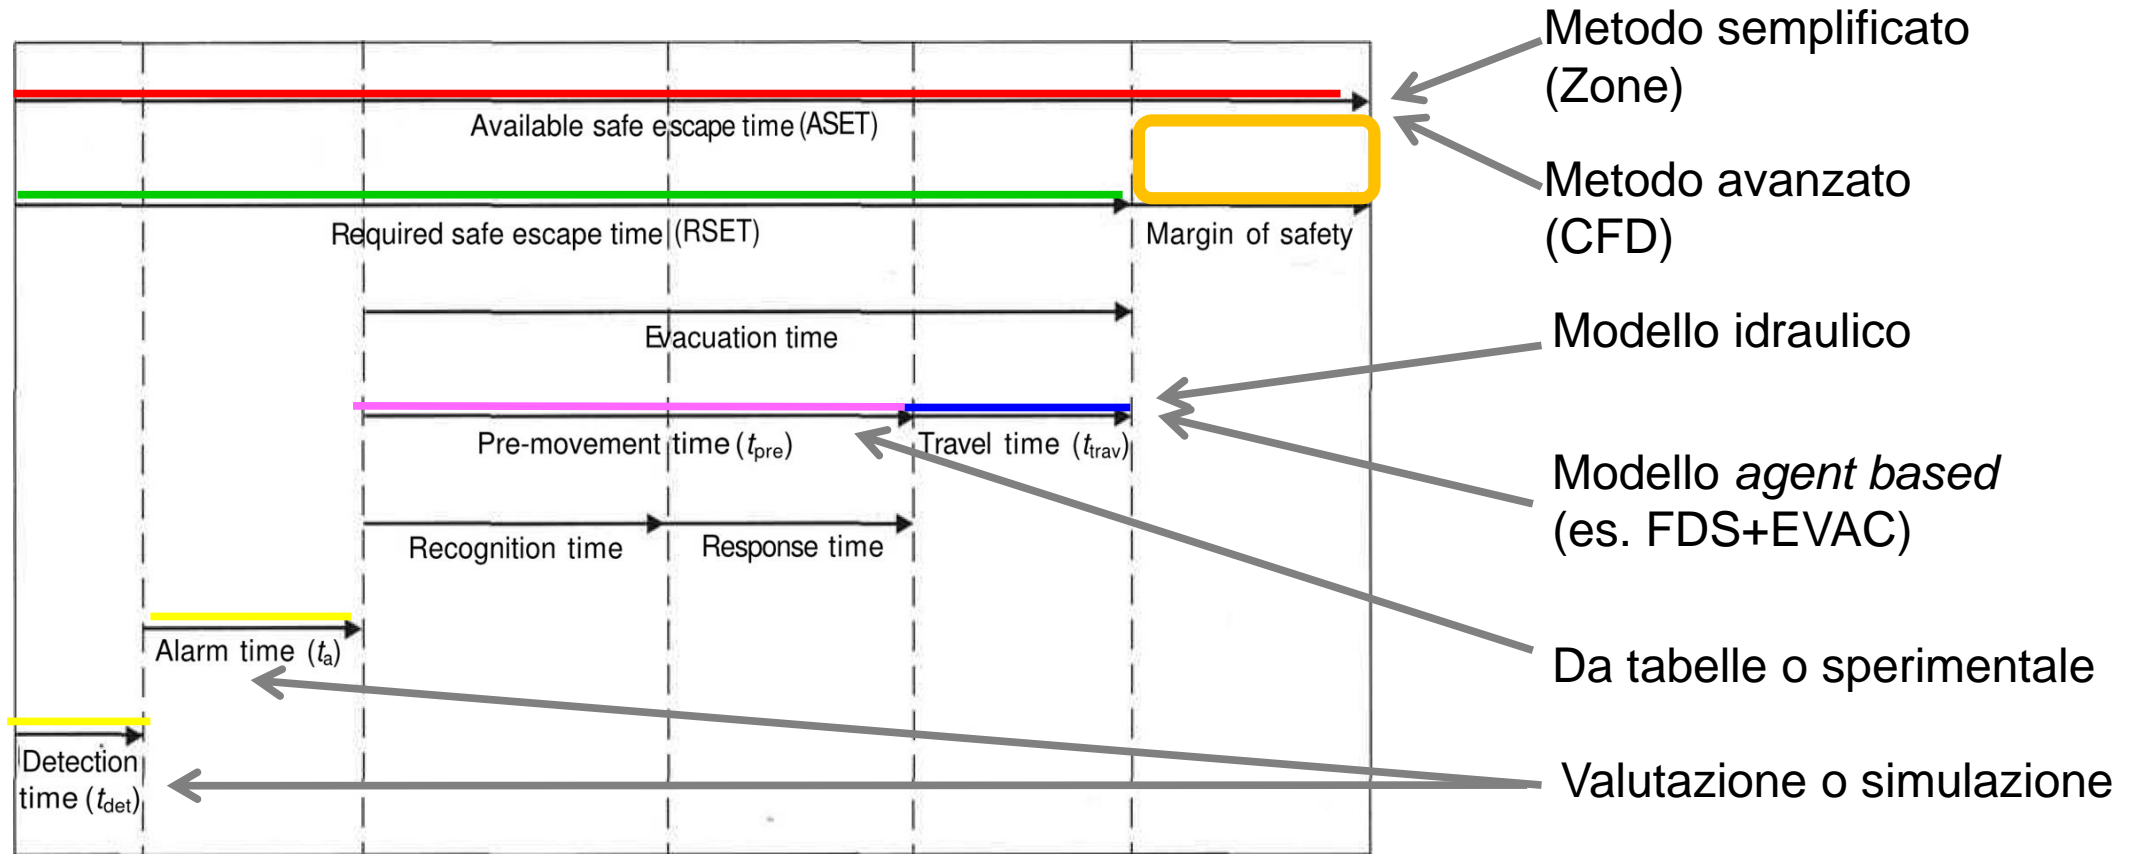 Metodo semplificato
(Zone)
Available safe escape time (ASET)
Metodo avanzato
(CFD)
Required safe escape time (RSET)
Margin of safety
Evacuation time
Modello idraulico
Pre-movement time (tpre)
Travel time (ttrav)
Modello agent based
(es. FDS+EVAC)
Recognition time
Response time
Alarm time (ta)
Da tabelle o sperimentale
Detection
time (tdet)
Valutazione o simulazione